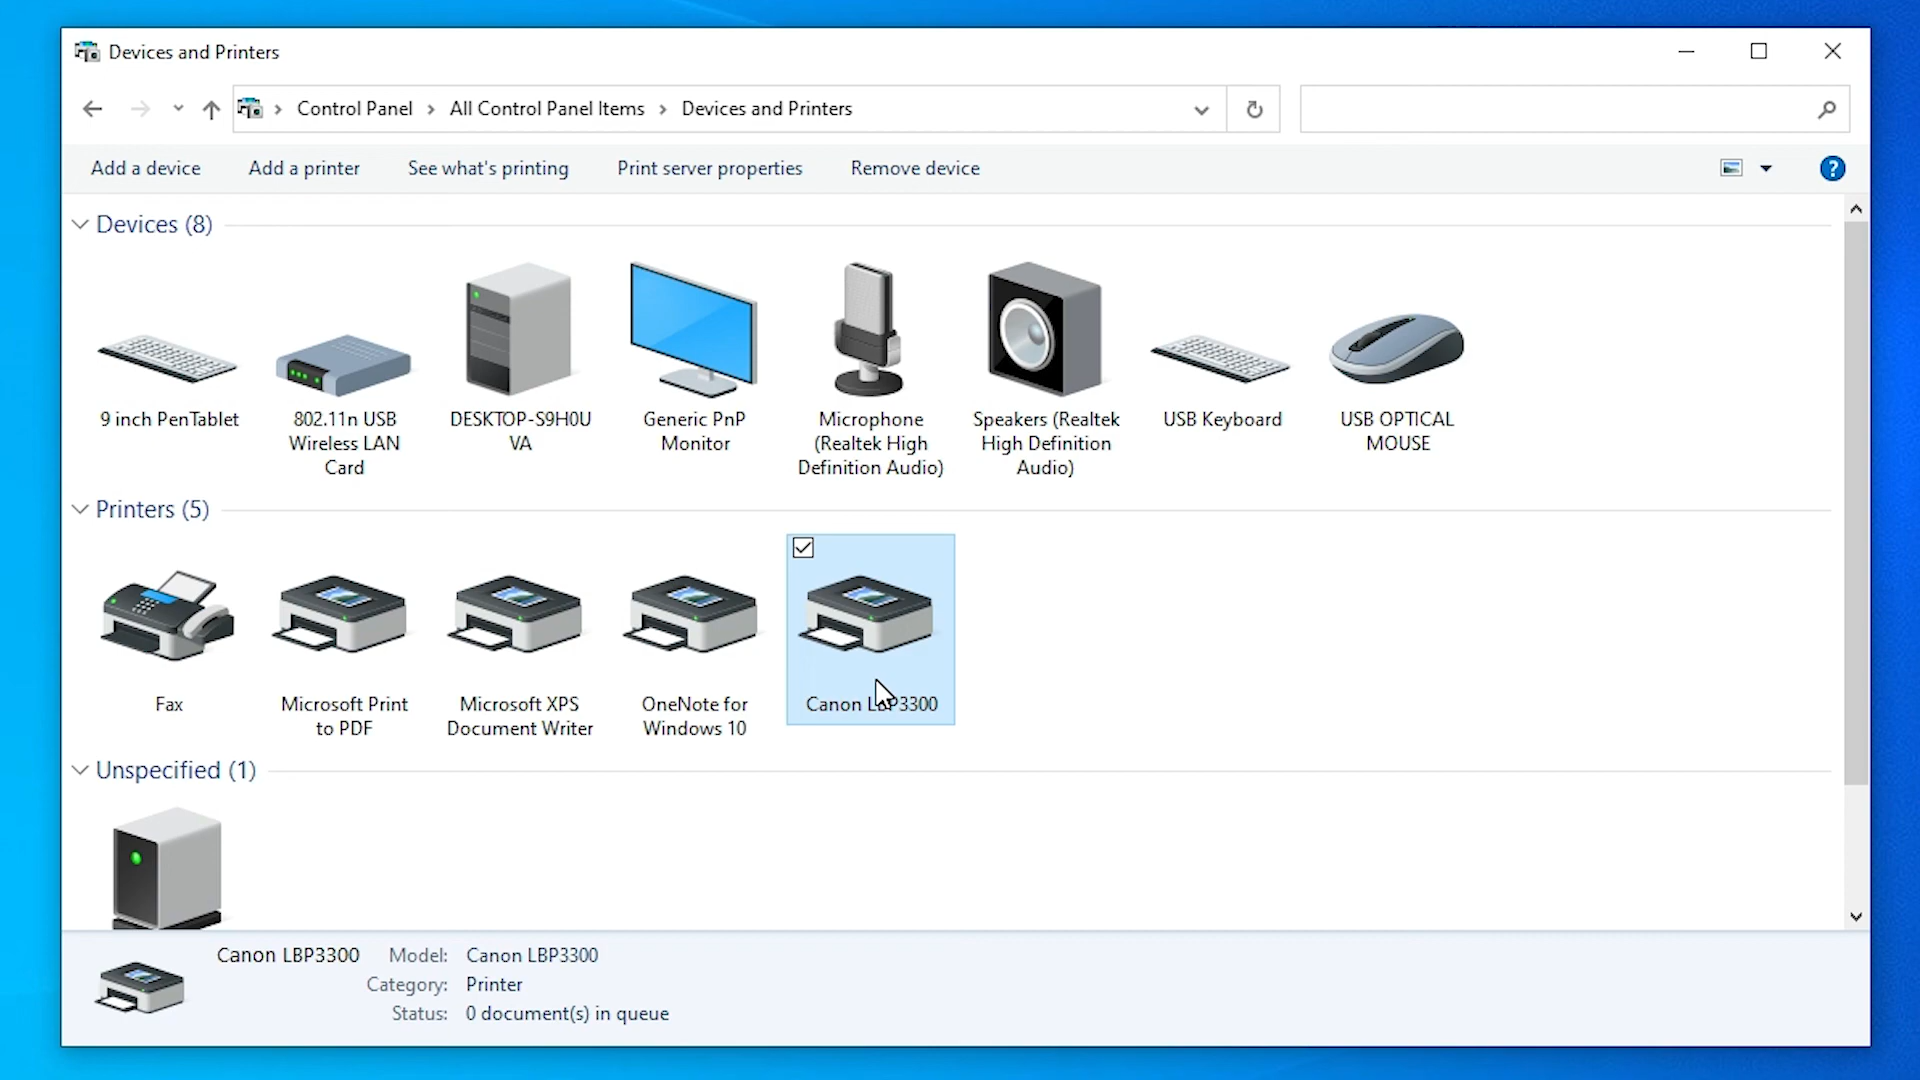 Devices and Printers
Control Panel > All Control Panel Items > Devices and Printers
Add a device Add a printer See what's printing Print server properties Remove device
?
Devices (8)
9 inch PenTablet
802.11n USB
Wireless LAN
Card
DESKTOP-S9H0U
VA
Generic PnP
Monitor
Microphone
(Realtek High
Definition Audio)
Speakers (Realtek
High Definition
Audio)
USB Keyboard
USB OPTICAL
MOUSE
Printers (5)
Fax
Microsoft Print
to PDF
Microsoft XPS
Document Writer
OneNote for
Windows 10
Canon LBP3300
Unspecified (1)
Canon LBP3300 Model: Canon LBP3300
Category: Printer
Status: 0 document(s) in queue